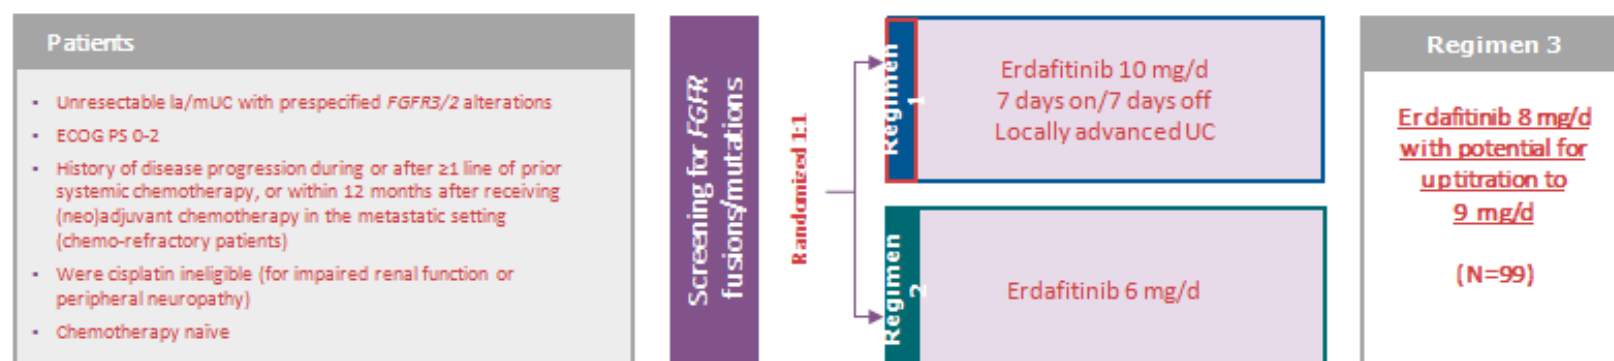 Patients
▪ Unresectable la/mUC with prespecified FGFR3/2 alterations
▪ ECOG PS 0-2
▪ History of disease progression during or after ≥1 line of prior
systemic chemotherapy, or within 12 months after receiving
(neo)adjuvant chemotherapy in the metastatic setting
(chemo-refractory patients)
▪ Were cisplatin ineligible (for impaired renal function or
peripheral neuropathy)
▪ Chemotherapy naïve
Screening for FGFR
fusions/mutations
Randomized 1:1
Regimen
1
Erdafitinib 10 mg/d
7 days on/7 days off
Locally advanced UC
Regimen
2
Erdafitinib 6 mg/d
Regimen 3
Erdafitinib 8 mg/d
with potential for
uptitration to
9 mg/d
(N=99)